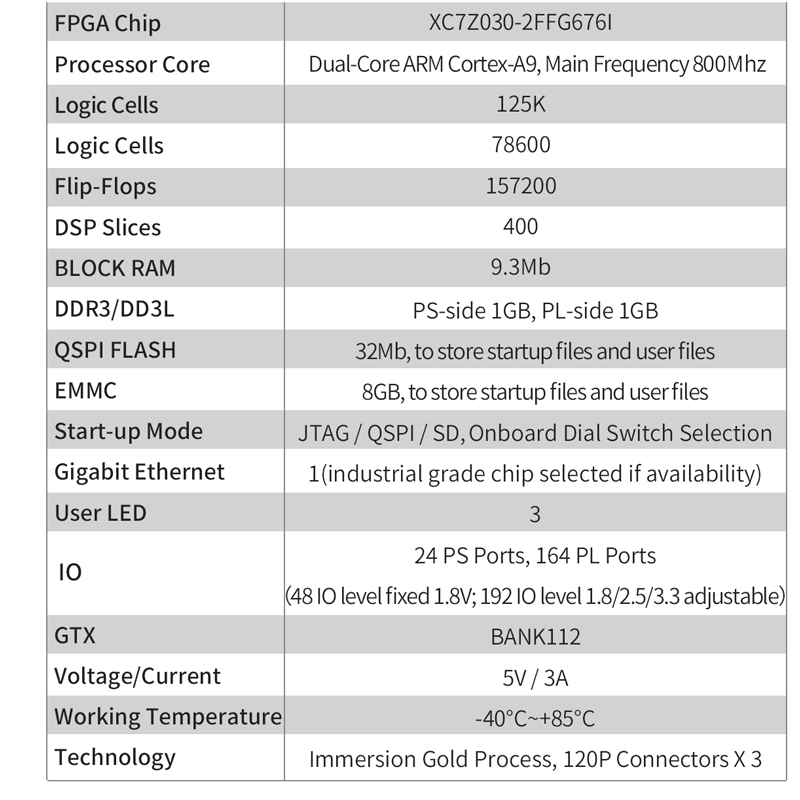 FPGA Chip XC7Z030-2FFG676I
Processor Core Dual-Core ARM Cortex-A9, Main Frequency 800Mhz
Logic Cells 125K
Logic Cells 78600
Flip-Flops 157200
DSP Slices 400
BLOCK RAM 9.3Mb
DDR3/DD3L PS-side 1GB, PL-side 1GB
QSPI FLASH 32Mb, to store startup files and user files
EMMC 8GB, to store startup files and user files
Start-up Mode JTAG / QSPI / SD, Onboard Dial Switch Selection
Gigabit Ethernet 1(industrial grade chip selected if availability)
User LED 3
IO 24 PS Ports, 164 PL Ports
(48 IO level fixed 1.8V; 192 IO level 1.8/2.5/3.3 adjustable)
GTX BANK112
Voltage/Current 5V / 3A
Working Temperature -40°C~+85°C
Technology Immersion Gold Process, 120P Connectors X 3